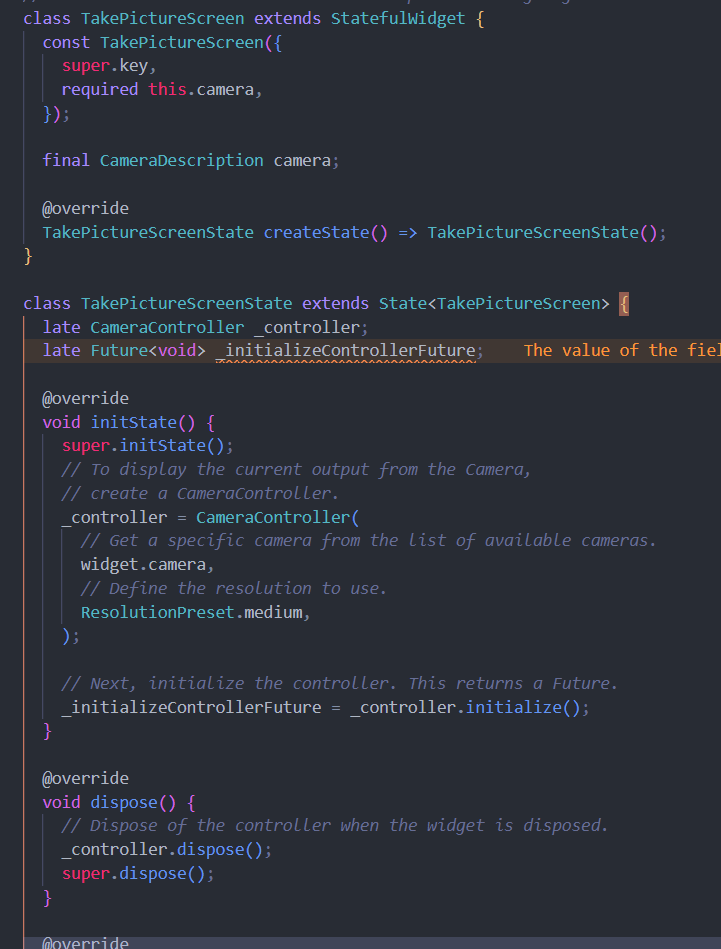 class TakePictureScreen extends StatefulWidget {
  const TakePictureScreen({
    super.key,
    required this.camera,
  });

  final CameraDescription camera;

  @override
  TakePictureScreenState createState() => TakePictureScreenState();
}

class TakePictureScreenState extends State<TakePictureScreen> {
  late CameraController _controller;
  late Future<void> _initializeControllerFuture;    The value of the fiel

  @override
  void initState() {
    super.initState();
    // To display the current output from the Camera,
    // create a CameraController.
    _controller = CameraController(
      // Get a specific camera from the list of available cameras.
      widget.camera,
      // Define the resolution to use.
      ResolutionPreset.medium,
    );

    // Next, initialize the controller. This returns a Future.
    _initializeControllerFuture = _controller.initialize();
  }

  @override
  void dispose() {
    // Dispose of the controller when the widget is disposed.
    _controller.dispose();
    super.dispose();
  }

  @override